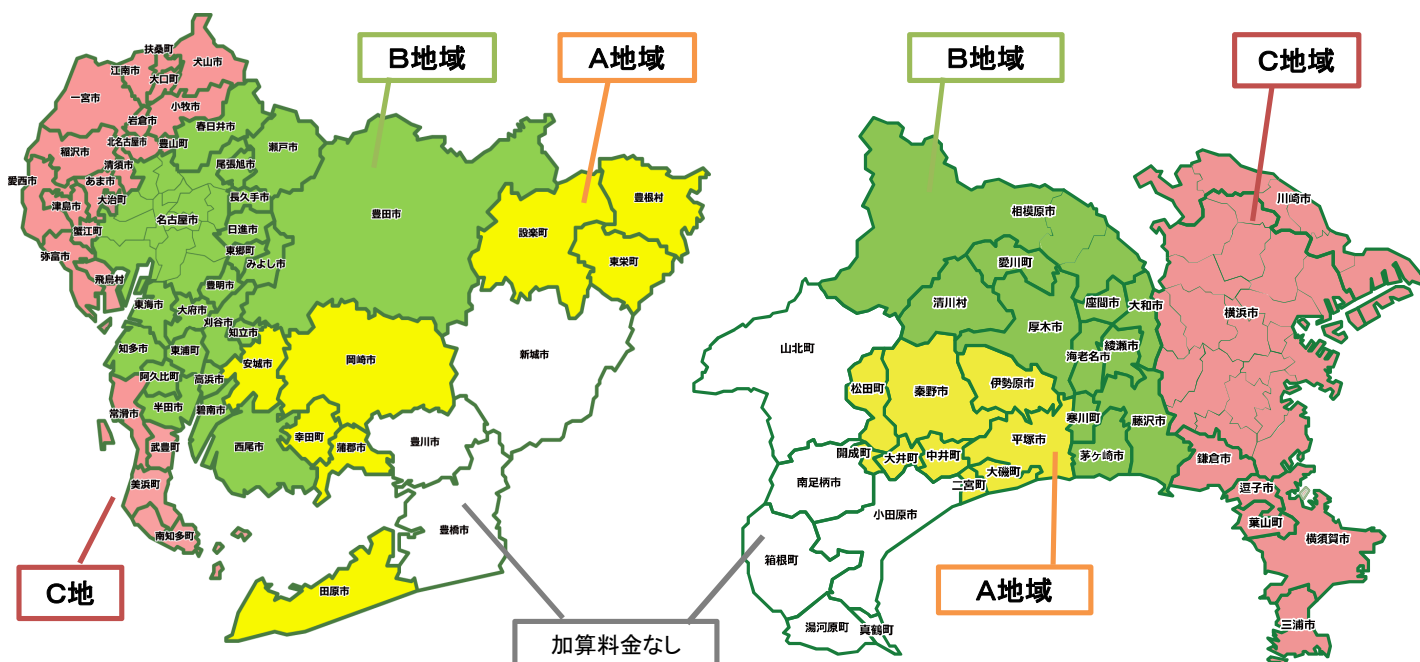 B地域
A地域
B地域
C地域
扶桑町
犬山市
江南市
大口町
一宮市
小牧市
岩倉市
春日井市
北名古屋市
豊山町
瀬戸市
稲沢市
清須市
尾張旭市
愛西市
あま市
津島市
大治町
長久手市
名古屋市
豊田市
日進市
蟹江町
東郷町
みよし市
弥富市
飛島村
豊明市
東海市
大府市
刈谷市
知立市
知多市
東浦町
安城市
岡崎市
阿久比町
高浜市
半田市
碧南市
常滑市
武豊町
西尾市
幸田町
蒲郡市
美浜町
南知多町
設楽町
豊根村
東栄町
新城市
豊川市
豊橋市
田原市
C地
加算料金なし
川崎市
相模原市
愛川町
清川村
座間市
大和市
厚木市
横浜市
綾瀬市
海老名市
山北町
松田町
秦野市
伊勢原市
寒川町
藤沢市
平塚市
茅ヶ崎市
開成町
大井町
中井町
大磯町
二宮町
鎌倉市
南足柄市
小田原市
逗子市
葉山町
横須賀市
箱根町
A地域
湯河原町
真鶴町
三浦市